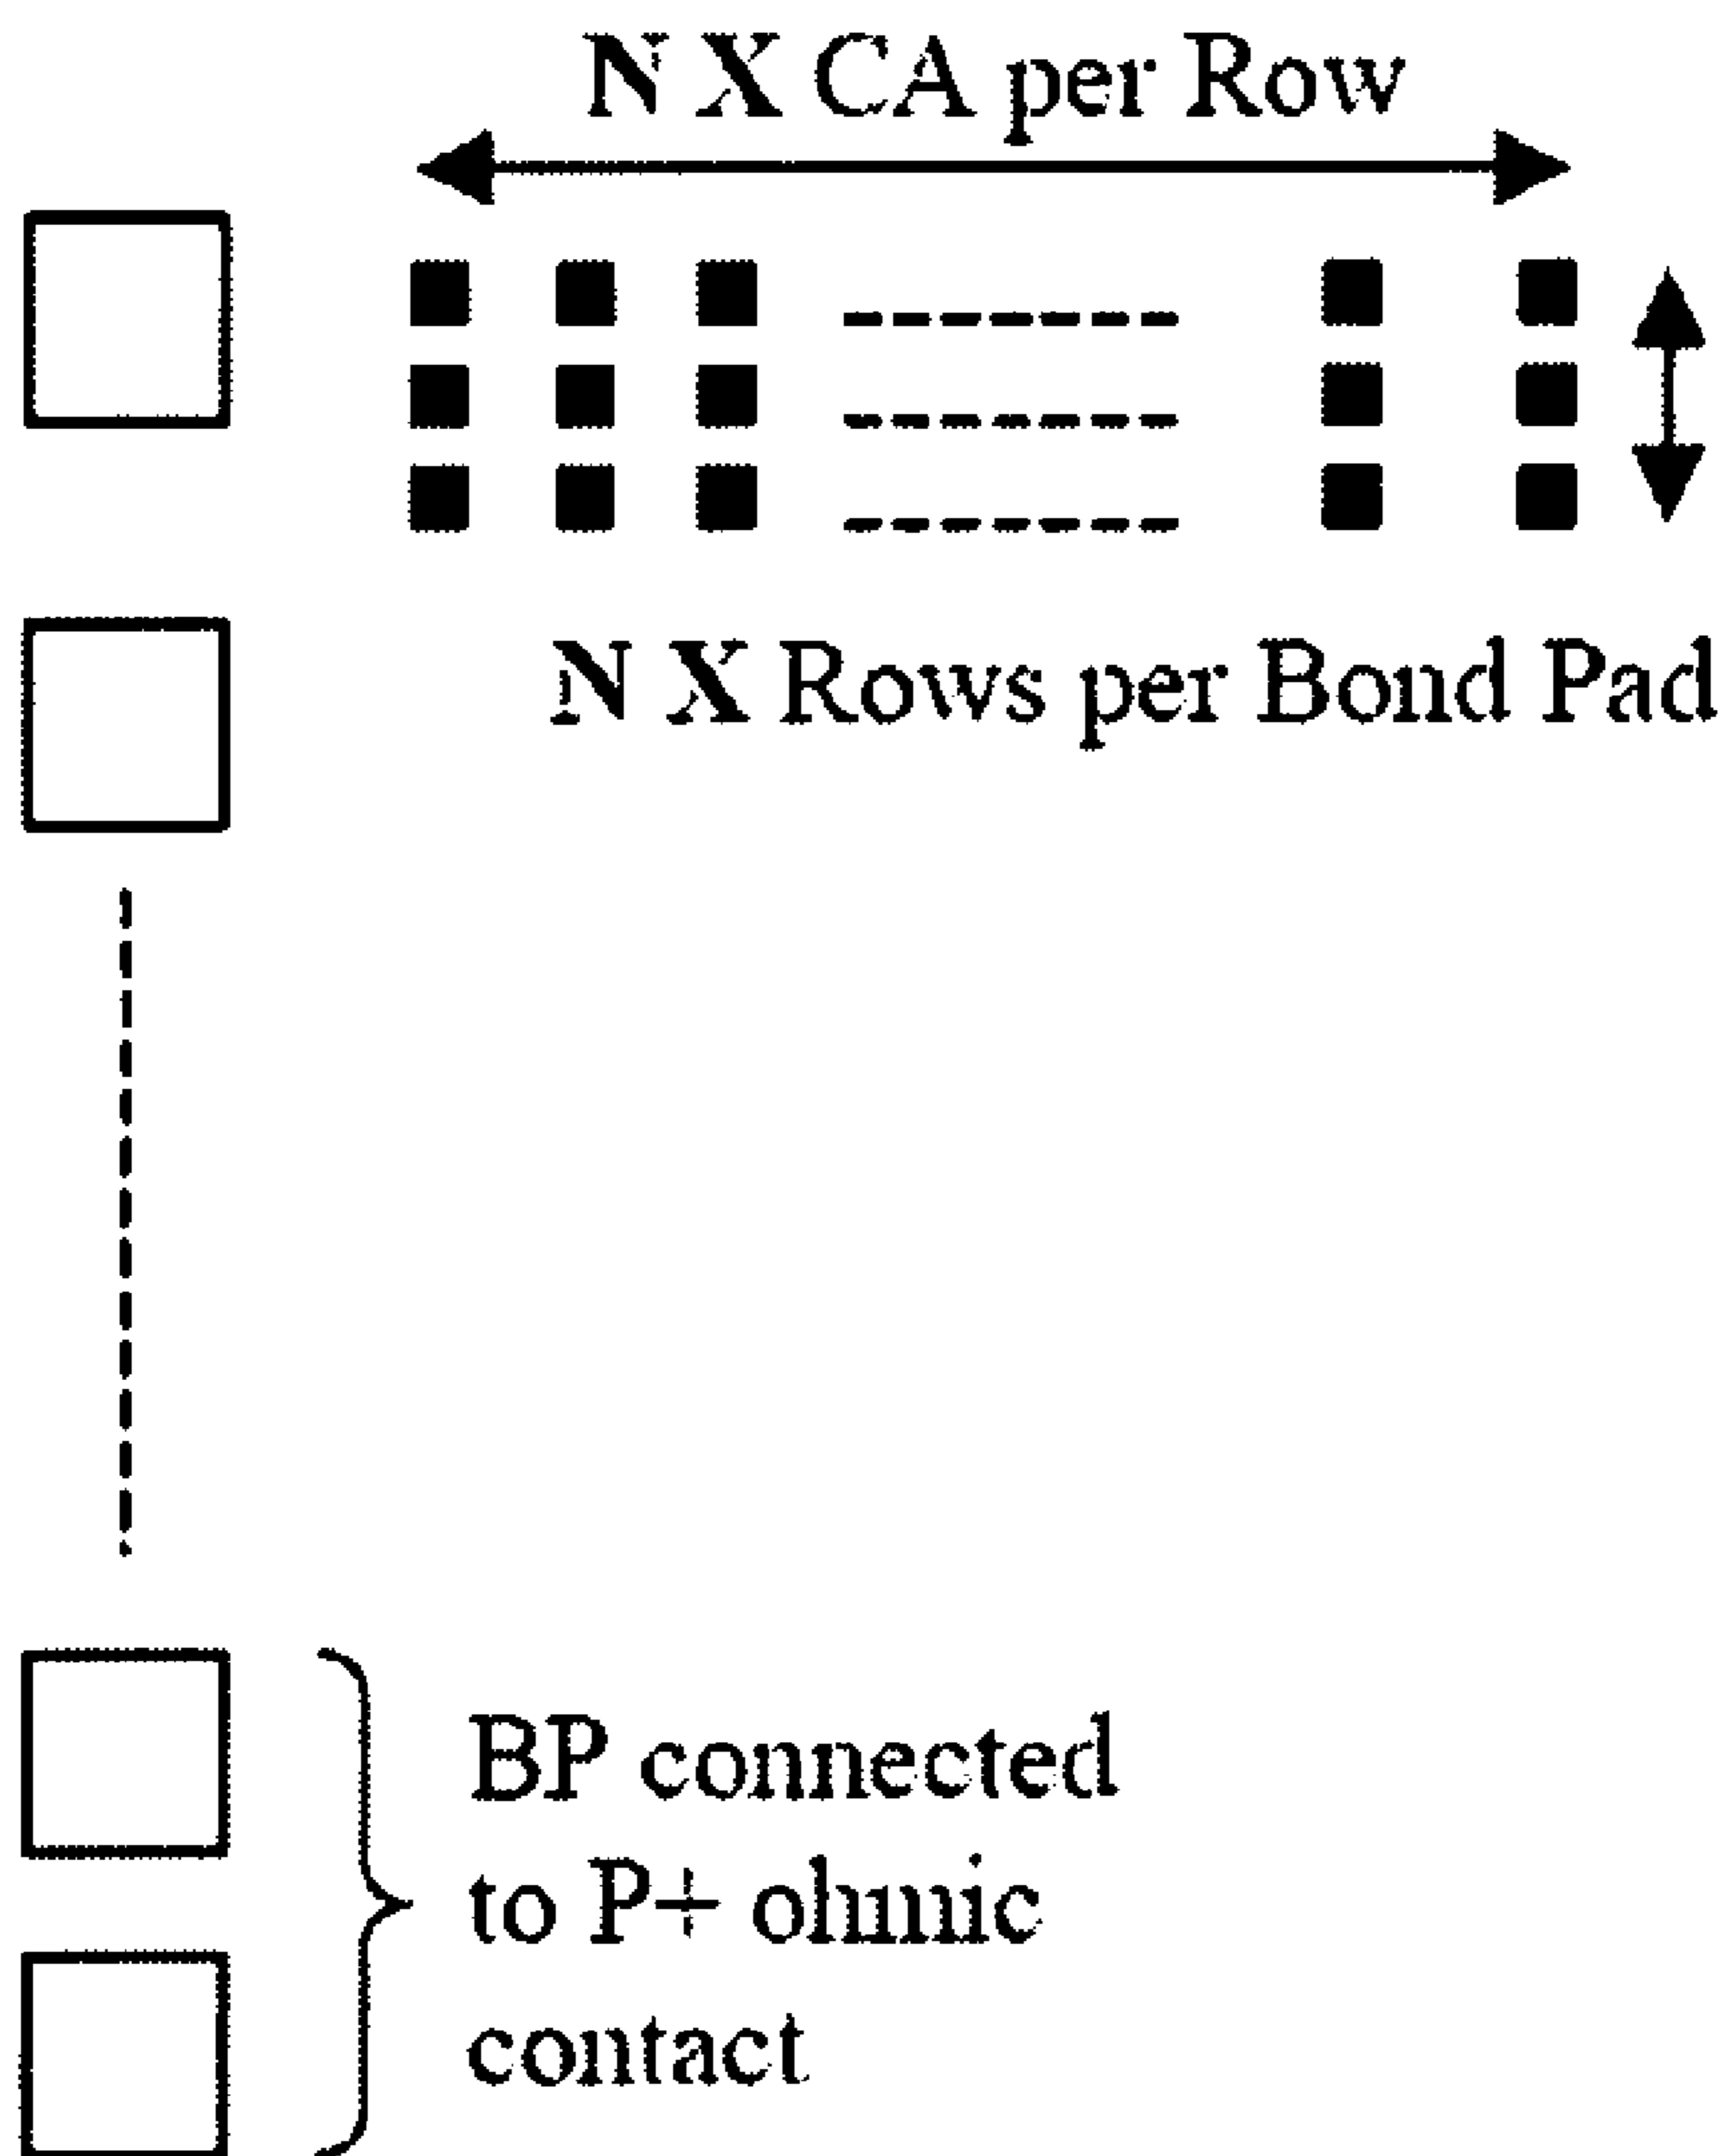 N X CA per Row
N X Rows per Bond Pad
BP connected
to P+ ohmic
contact